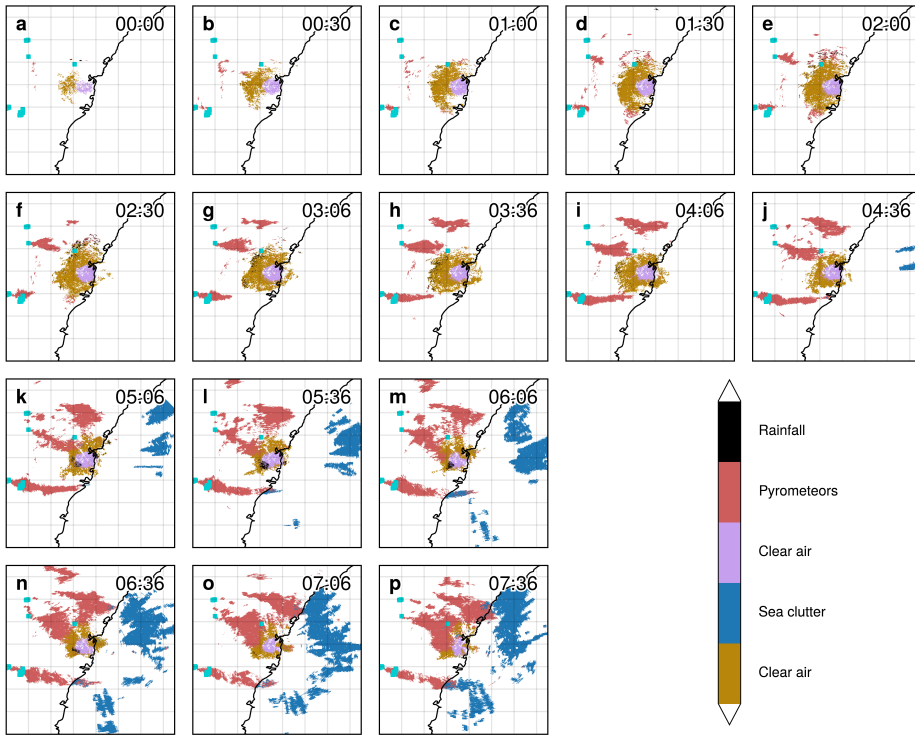 a 00:00
b 00:30
c 01:00
d 01:30
e 02:00
f 02:30
g 03:06
h 03:36
i 04:06
j 04:36
k 05:06
l 05:36
m 06:06
Rainfall
Pyrometeors
Clear air
Sea clutter
Clear air
n 06:36
o 07:06
p 07:36